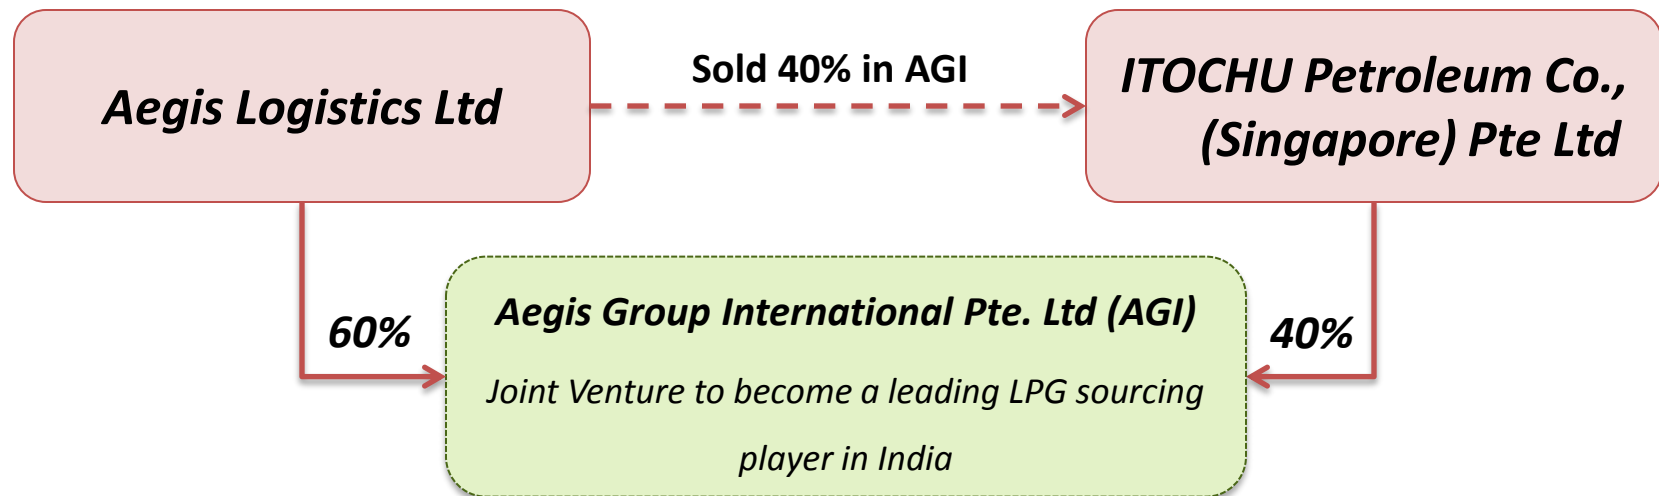 Aegis Logistics Ltd
Sold 40% in AGI
ITOCHU Petroleum Co.,
(Singapore) Pte Ltd
60%
Aegis Group International Pte. Ltd (AGI)
Joint Venture to become a leading LPG sourcing
player in India
40%